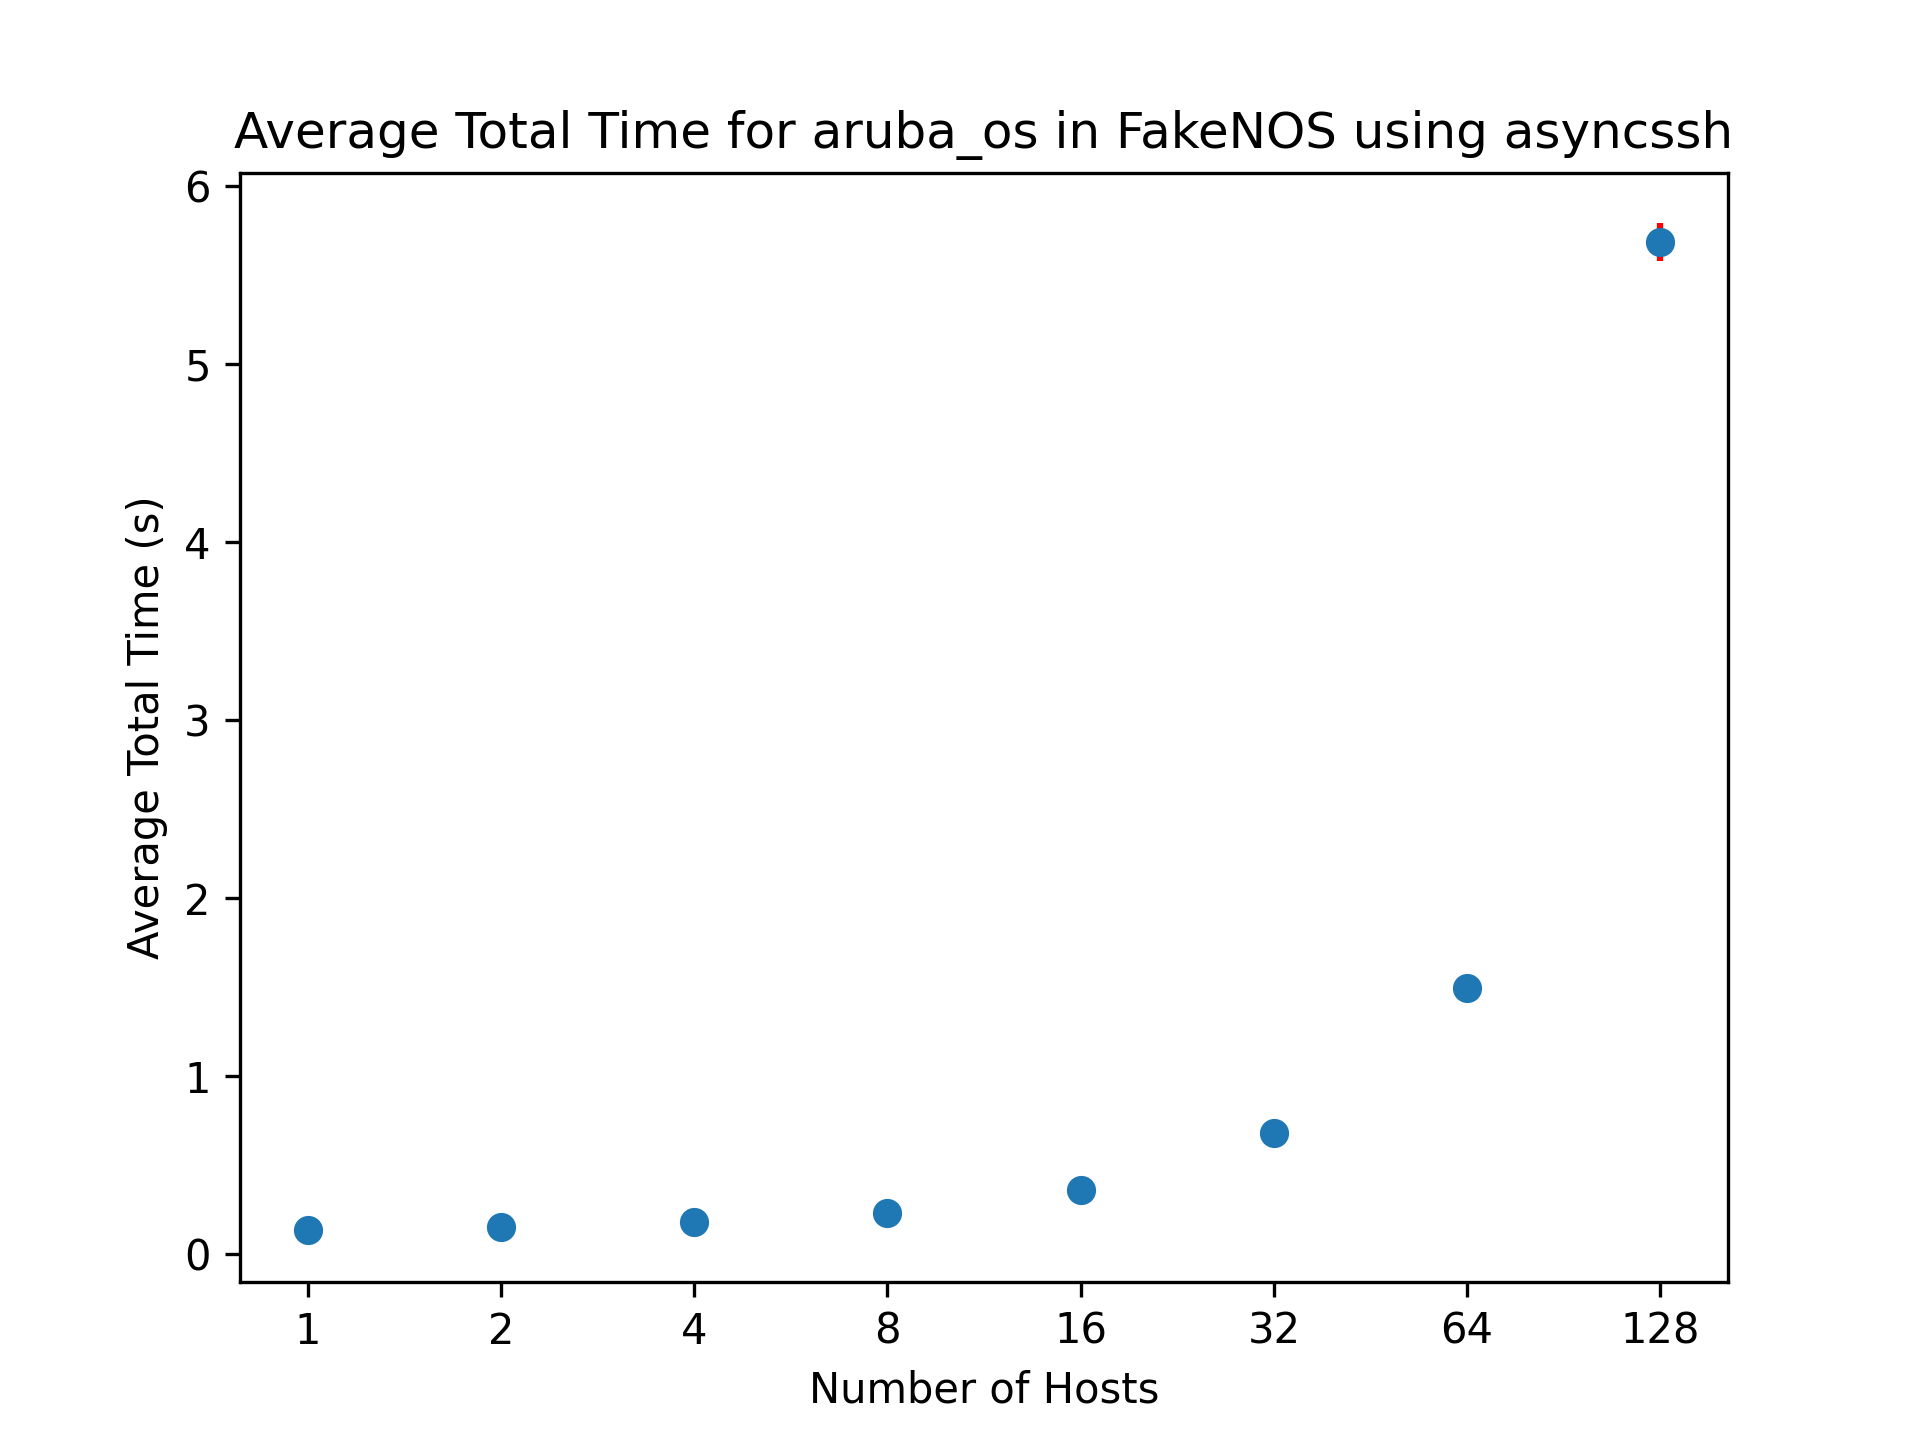 Average Total Time for aruba_os in FakeNOS using asyncssh
Average Total Time (s)
6
5
4
3
2
1
0
1 2 4 8 16 32 64 128
Number of Hosts